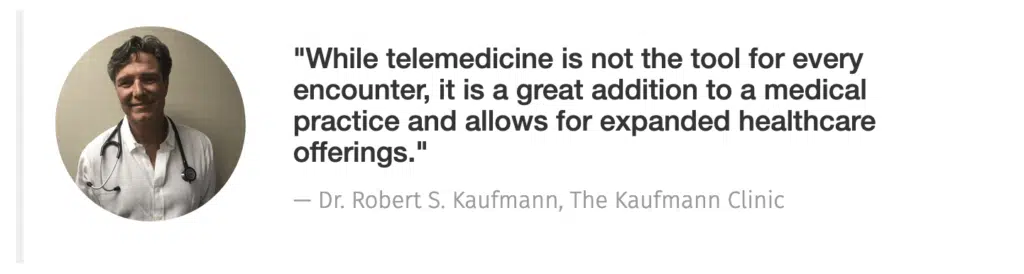 "While telemedicine is not the tool for every
encounter, it is a great addition to a medical
practice and allows for expanded healthcare
offerings."
— Dr. Robert S. Kaufmann, The Kaufmann Clinic